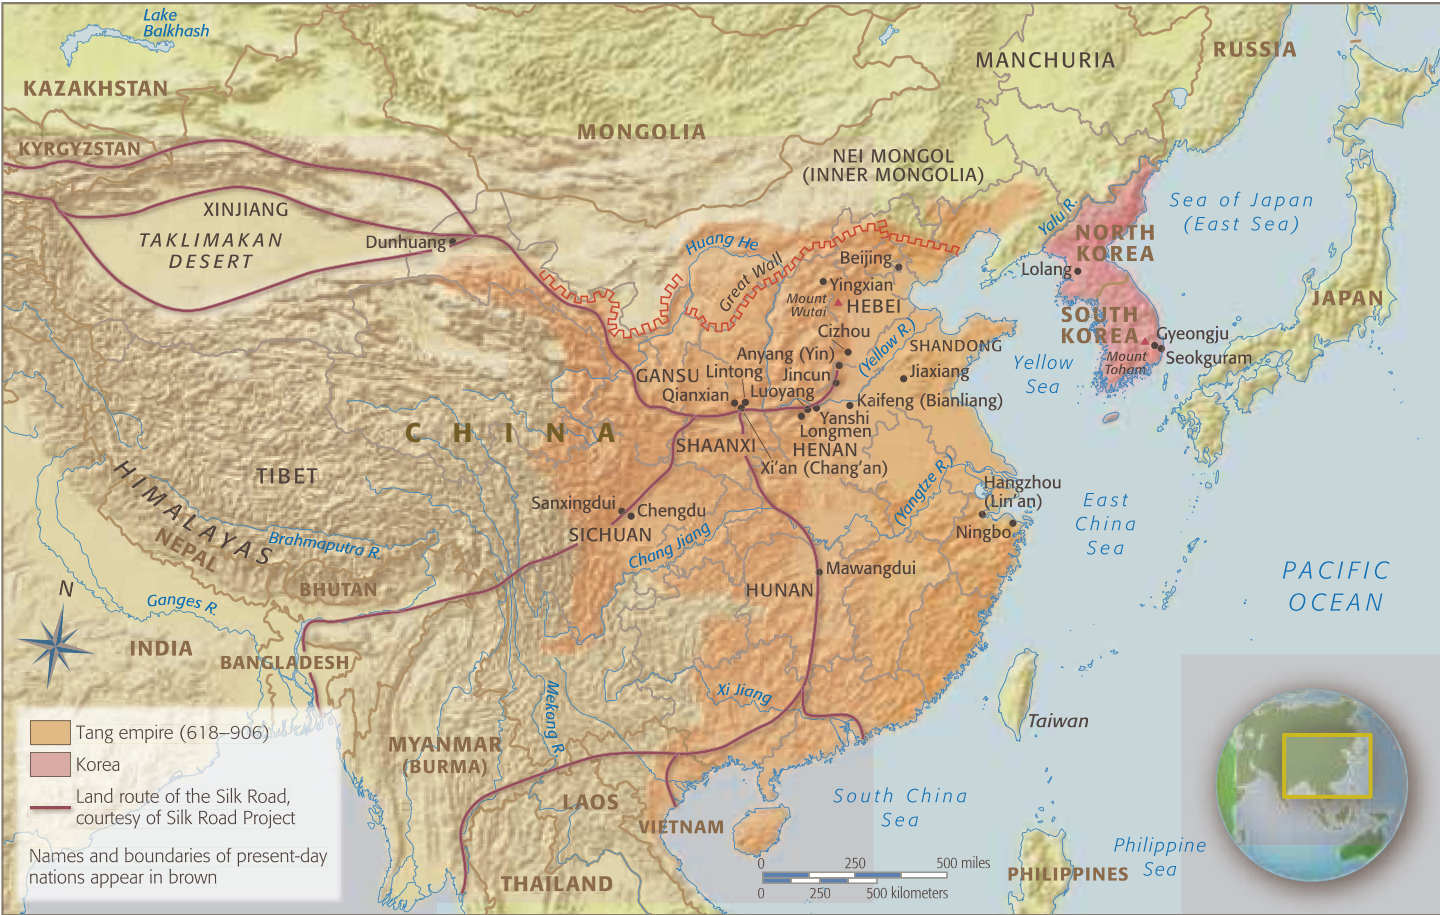 Lake
Balkhash
KAZAKHSTAN
KYRGYZSTAN
MONGOLIA
MANCHURIA
RUSSIA
NEI MONGOL
(INNER MONGOLIA)
XINJIANG
TAKLIMAKAN
DESERT
Dunhuang
Huang He
Great Wall
Beijing
Yingxian
Mount
Wutai
HEBEI
Cizhou
Yalu R.
Sea of Japan
(East Sea)
NORTH
KOREA
Lolang
SOUTH
KOREA
Gyeongju
Seokguram
Mount
Toham
JAPAN
Anyang (Yin)
(Yellow R.)
SHANDONG
Yellow
Sea
GANSU
Lintong
Jincun
Jiaxiang
Qianxian
Luoyang
Kaifeng (Bianliang)
Yanshi
Longmen
CHINA
SHAANXI
HENAN
Xi'an (Chang'an)
TIBET
HIMALAYAS
NEPAL
Brahmaputra R.
BHUTAN
Ganges R.
Sanxingdui
Chengdu
SICHUAN
Chang Jiang
(Yangtze R.)
Hangzhou
(Lin'an)
Ningbo
East
China
Sea
PACIFIC
OCEAN
Mawangdui
HUNAN
N
INDIA
BANGLADESH
Mekong R.
Xi Jiang
Taiwan
MYANMAR
(BURMA)
LAOS
VIETNAM
THAILAND
South China
Sea
PHILIPPINES
Philippine
Sea
Tang empire (618–906)
Korea
Land route of the Silk Road,
courtesy of Silk Road Project
Names and boundaries of present-day
nations appear in brown
0 250 500 miles
0 250 500 kilometers